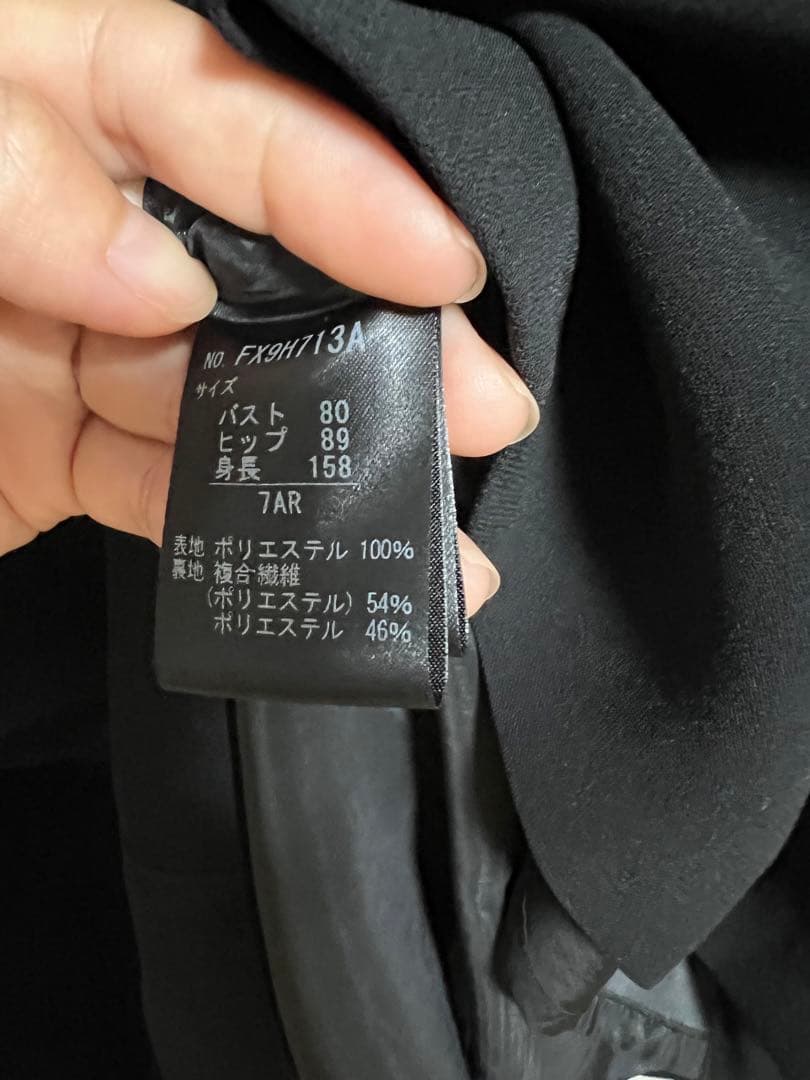 NO. FX9H713A
サイズ
バスト 80
ヒップ 89
身長 158
7AR
表地 ポリエステル 100%
裏地 複合繊維
(ポリエステル) 54%
ポリエステル 46%